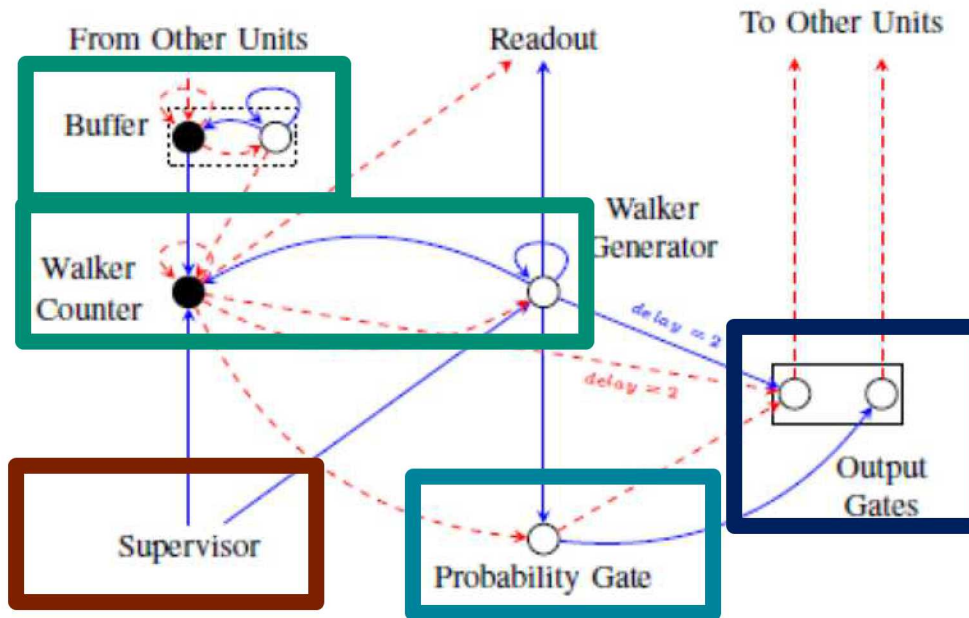 From Other Units
Readout
To Other Units
Buffer
Walker
Generator
Walker
Counter
delay = 2
delay = 2
Output
Gates
Supervisor
Probability Gate